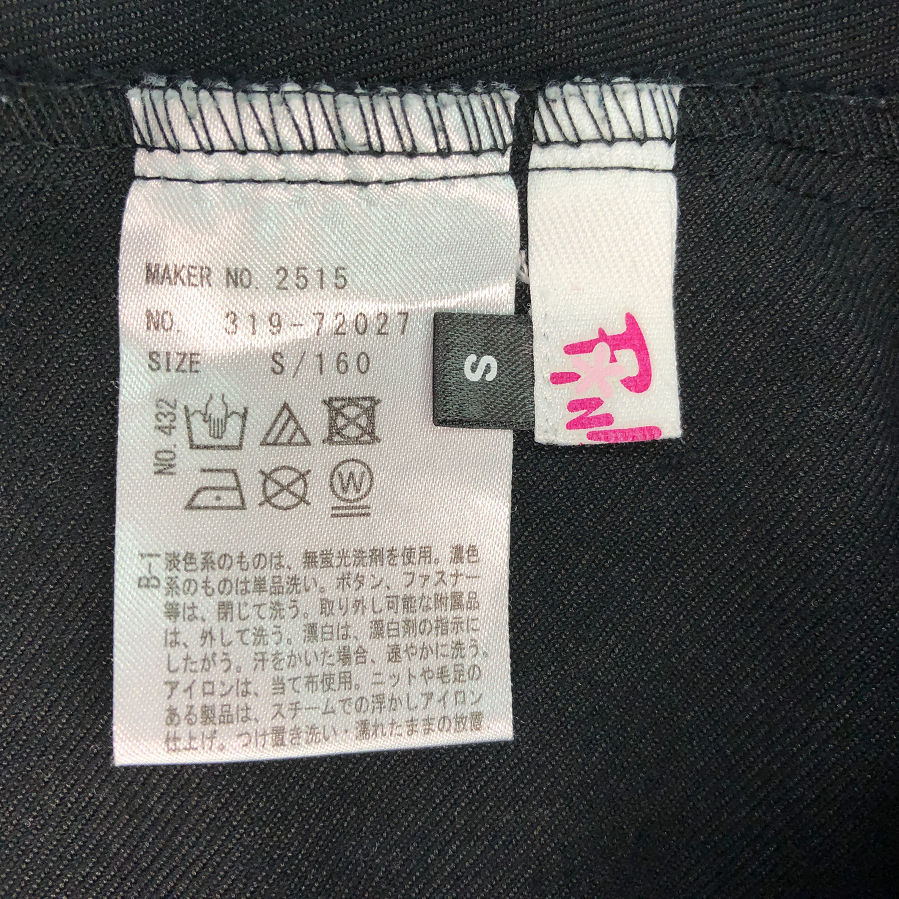 MAKER NO. 2515
NO. 319-72027
SIZE S/160
NO.432
W
B-1
淡色系のものは、無蛍光洗剤を使用。濃色
系のものは単品洗い。ボタン、ファスナー
等は、閉じて洗う。取り外し可能な附属品
は、外して洗う。漂白は、漂白剤の指示に
したがう。汗をかいた場合、速やかに洗う。
アイロンは、当て布使用。ニットや毛足の
ある製品は、スチームでの浮かしアイロン
仕上げ。つけ置き洗い・濡れたままの放置
S